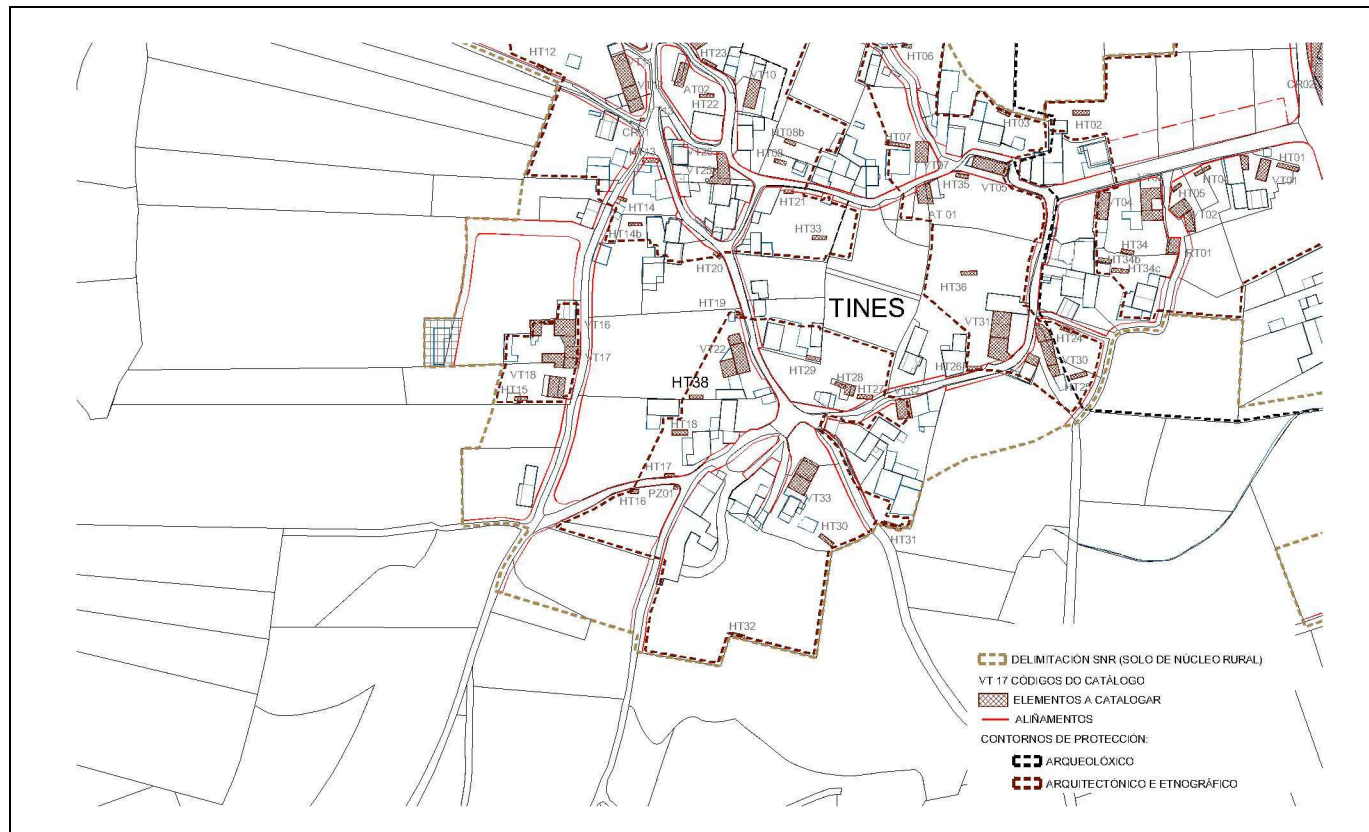 HT12
HT23
HT06
VT10
AT02
HT22
CR02
HT02
HT03
HT08b
HT07
HT13
HT08
VT26
VT25
VT07
HT35
VT05
HT01
VT01
HT05
HT14
HT21
AT 01
VT04
VT02
HT14b
HT33
HT34
RT01
HT34b
HT34c
HT20
HT36
HT19
TINES
VT16
VT31
HT24
VT17
VT22
VT30
HT29
HT26
VT18
HT38
HT28
HT15
HT27
VT32
HT18
HT17
PZ01
HT16
VT33
HT30
HT31
HT32
DELIMITACIÓN SNR (SOLO DE NÚCLEO RURAL)
VT 17 CÓDIGOS DO CATÁLOGO
ELEMENTOS A CATALOGAR
ALIÑAMENTOS
CONTORNOS DE PROTECCIÓN:
ARQUEOLÓXICO
ARQUITECTÓNICO E ETNOGRÁFICO